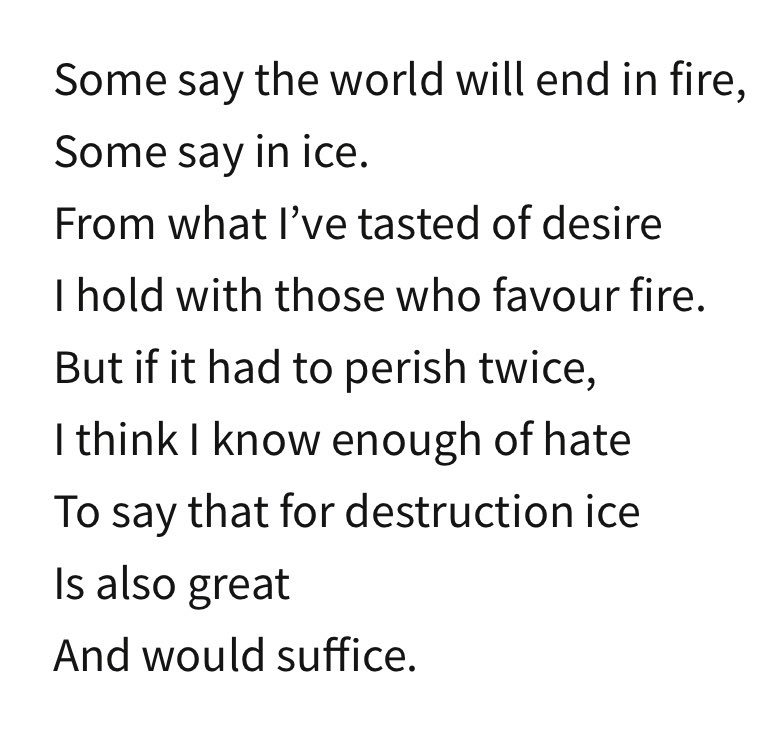 Some say the world will end in fire,
Some say in ice.
From what I’ve tasted of desire
I hold with those who favour fire.
But if it had to perish twice,
I think I know enough of hate
To say that for destruction ice
Is also great
And would suffice.